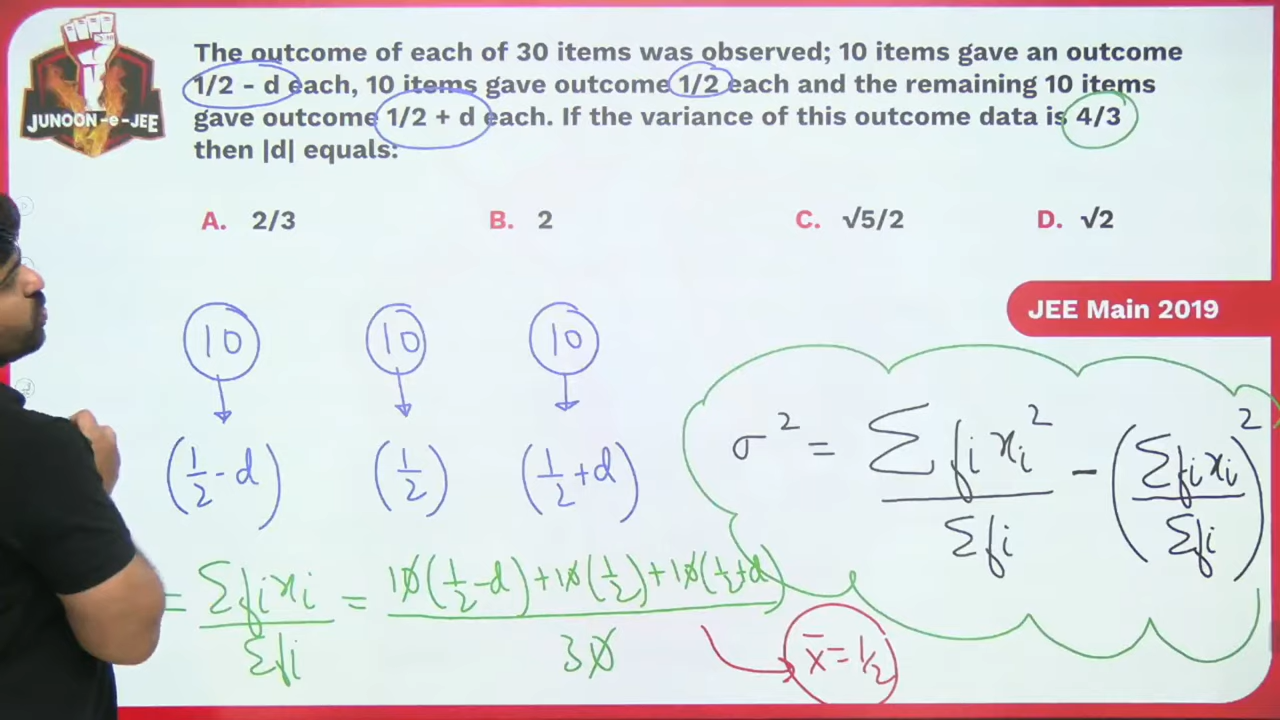 JUNOON-e-JEE
The outcome of each of 30 items was observed; 10 items gave an outcome
1/2 - d each, 10 items gave outcome 1/2 each and the remaining 10 items
gave outcome 1/2 + d each. If the variance of this outcome data is 4/3
then |d| equals:
A. 2/3 B. 2 C. √5/2 D. √2
JEE Main 2019
10 10 10
(1/2 - d) (1/2) (1/2 + d)
σ² = Σfixi²/Σfi - (Σfixi/Σfi)²
= Σfixi/Σfi = 10(1/2-d)+10(1/2)+10(1/2+d)/30
x̄ = 1/2